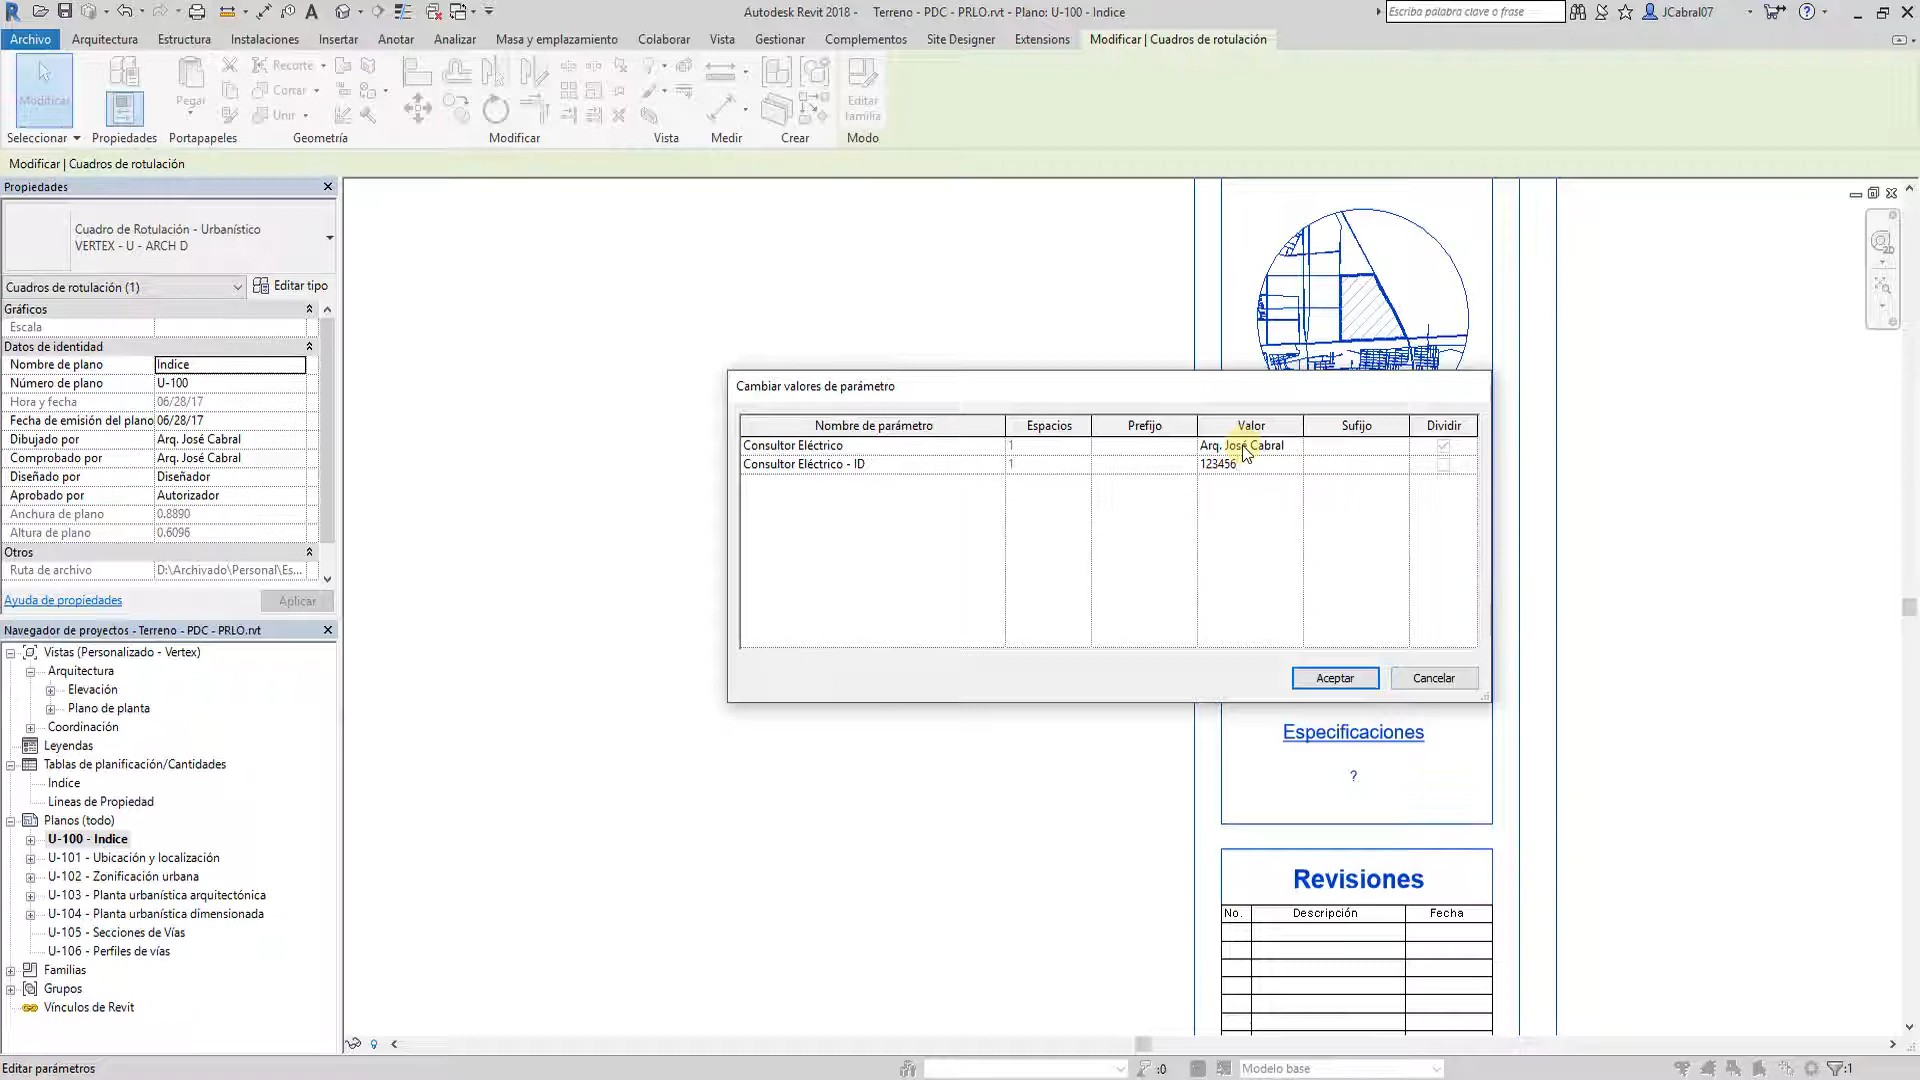 Autodesk Revit 2018 - Terreno - PDC - PRLO.rvt - Plano: U-100 - Indice
Escriba palabra clave o frase
JCabral07
Archivo Arquitectura Estructura Instalaciones Insertar Anotar Analizar Masa y emplazamiento Colaborar Vista Gestionar Complementos Site Designer Extensions Modificar | Cuadros de rotulación
Modificar
Pegar
Recorte
Cortar
Unir
Editar familia
Seleccionar Propiedades Portapapeles Geometría Modificar Vista Medir Crear Modo
Modificar | Cuadros de rotulación
Propiedades
Cuadro de Rotulación - Urbanístico
VERTEX - U - ARCH D
Cuadros de rotulación (1) Editar tipo
Gráficos
Escala
Datos de identidad
Nombre de plano Indice
Número de plano U-100
Hora y fecha 06/28/17
Fecha de emisión del plano 06/28/17
Dibujado por Arq. José Cabral
Comprobado por Arq. José Cabral
Diseñado por Diseñador
Aprobado por Autorizador
Anchura de plano 0.8890
Altura de plano 0.6096
Otros
Ruta de archivo D:\Archivado\Personal\Es...
Ayuda de propiedades Aplicar
Navegador de proyectos - Terreno - PDC - PRLO.rvt
Vistas (Personalizado - Vertex)
Arquitectura
Elevación
Plano de planta
Coordinación
Leyendas
Tablas de planificación/Cantidades
Indice
Líneas de Propiedad
Planos (todo)
U-100 - Indice
U-101 - Ubicación y localización
U-102 - Zonificación urbana
U-103 - Planta urbanística arquitectónica
U-104 - Planta urbanística dimensionada
U-105 - Secciones de Vías
U-106 - Perfiles de vías
Familias
Grupos
Vínculos de Revit
Cambiar valores de parámetro
Nombre de parámetro Espacios Prefijo Valor Sufijo Dividir
Consultor Eléctrico 1 Arq. José Cabral
Consultor Eléctrico - ID 1 123456
Aceptar Cancelar
Especificaciones
?
Revisiones
No. Descripción Fecha
Editar parámetros
:0
Modelo base
:1